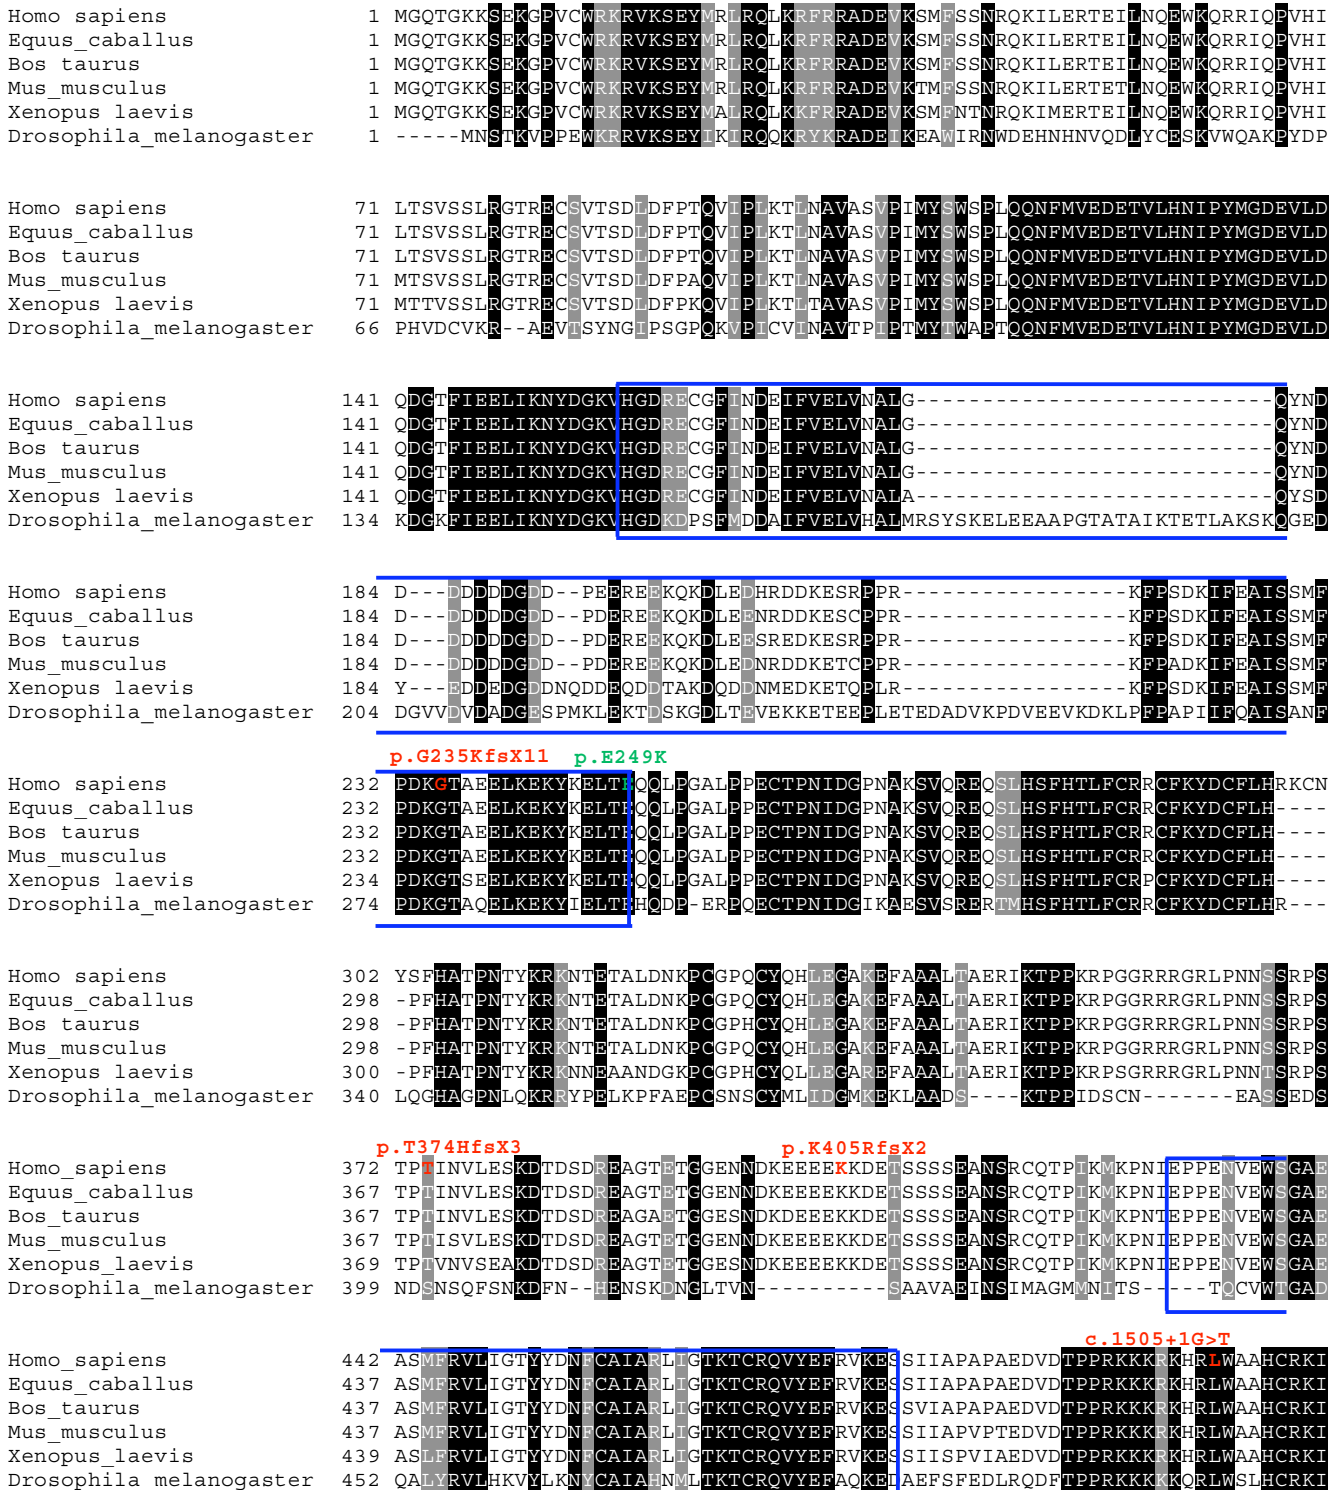 Homo sapiens 1 MGQTGKKSEKGPVCWRKRVKSEYMRLRQLKRFRRADEVKSMFSSNRQKILERTEILNQEWKQRRIQPVHI
Equus_caballus 1 MGQTGKKSEKGPVCWRKRVKSEYMRLRQLKRFRRADEVKSMFSSNRQKILERTEILNQEWKQRRIQPVHI
Bos taurus 1 MGQTGKKSEKGPVCWRKRVKSEYMRLRQLKRFRRADEVKSMFSSNRQKILERTEILNQEWKQRRIQPVHI
Mus_musculus 1 MGQTGKKSEKGPVCWRKRVKSEYMRLRQLKRFRRADEVKTMFSSNRQKILERTETLNQEWKQRRIQPVHI
Xenopus laevis 1 MGQTGKKSEKGPVCWRKRVKSEYMALRQLKKFRRADEVKSMFNTNRQKIMERTEILNQEWKQRRIQPVHI
Drosophila_melanogaster 1 -----MNSTKVPPEWKRRVKSEYIKIRQQKRYKRADEIKEAWIRNWDEHNHNVQDLYCESKVWQAKPYDP
Homo sapiens 71 LTSVSSLRGTRECSVTSDLDFPTQVIPLKTLNAVASVPIMYSWSPLQQNFMVEDETVLHNIPYMGDEVLD
Equus_caballus 71 LTSVSSLRGTRECSVTSDLDFPTQVIPLKTLNAVASVPIMYSWSPLQQNFMVEDETVLHNIPYMGDEVLD
Bos taurus 71 LTSVSSLRGTRECSVTSDLDFPTQVIPLKTLNAVASVPIMYSWSPLQQNFMVEDETVLHNIPYMGDEVLD
Mus_musculus 71 MTSVSSLRGTRECSVTSDLDFPAQVIPLKTLNAVASVPIMYSWSPLQQNFMVEDETVLHNIPYMGDEVLD
Xenopus laevis 71 MTTVSSLRGTRECSVTSDLDFPKQVIPLKTLTAVASVPIMYSWSPLQQNFMVEDETVLHNIPYMGDEVLD
Drosophila_melanogaster 66 PHVDCVKR--AEVTSYNGIPSGPQKVPICVINAVTPIPTMYTWAPTQQNFMVEDETVLHNIPYMGDEVLD
Homo sapiens 141 QDGTFIEELIKNYDGKVHGDRECGFINDEIFVELVNALG----------------------------QYND
Equus_caballus 141 QDGTFIEELIKNYDGKVHGDRECGFINDEIFVELVNALG----------------------------QYND
Bos taurus 141 QDGTFIEELIKNYDGKVHGDRECGFINDEIFVELVNALG----------------------------QYND
Mus_musculus 141 QDGTFIEELIKNYDGKVHGDRECGFINDEIFVELVNALG----------------------------QYND
Xenopus laevis 141 QDGTFIEELIKNYDGKVHGDRECGFINDEIFVELVNALA----------------------------QYSD
Drosophila_melanogaster 134 KDGKFIEELIKNYDGKVHGDKDPSFMDDAIFVELVHALMRSYSKELEEAAPGTATAIKTETLAKSKQGED
Homo sapiens 184 D---DDDDDGDD--PEEREEKQKDLEDHRDDKESRPPR-----------------KFPSDKIFEAISSMF
Equus_caballus 184 D---DDDDDGDD--PDEREEKQKDLEENRDDKESCPPR-----------------KFPSDKIFEAISSMF
Bos taurus 184 D---DDDDDGDD--PDEREEKQKDLEESREDKESRPPR-----------------KFPSDKIFEAISSMF
Mus_musculus 184 D---DDDDDGDD--PDEREEKQKDLEDNRDDKETCPPR-----------------KFPADKIFEAISSMF
Xenopus laevis 184 Y---EDDEDGDDNQDDEQDDTAKDQDDNMEDKETQPLR-----------------KFPSDKIFEAISSMF
Drosophila_melanogaster 204 DGVVDVDADGESPMKLEKTDSKGDLTEVEKKETEEPLETEDADVKPDVEEVKDKLPFPAPIIFQAISANF
p.G235KfsX11 p.E249K
Homo sapiens 232 PDKGTAEELKEKYKELTEQQLPGALPPECTPNIDGPNAKSVQREQSLHSFHTLFCRRCFKYDCFLHRKCN
Equus_caballus 232 PDKGTAEELKEKYKELTEQQLPGALPPECTPNIDGPNAKSVQREQSLHSFHTLFCRRCFKYDCFLH----
Bos taurus 232 PDKGTAEELKEKYKELTEQQLPGALPPECTPNIDGPNAKSVQREQSLHSFHTLFCRRCFKYDCFLH----
Mus_musculus 232 PDKGTAEELKEKYKELTEQQLPGALPPECTPNIDGPNAKSVQREQSLHSFHTLFCRRCFKYDCFLH----
Xenopus laevis 234 PDKGTSEELKEKYKELTEQQLPGALPPECTPNIDGPNAKSVQREQSLHSFHTLFCRPCFKYDCFLH----
Drosophila_melanogaster 274 PDKGTAQELKEKYIELTEHQDP-ERPQECTPNIDGIKAESVSRERTMHSFHTLFCRRCFKYDCFLHR---
Homo sapiens 302 YSFHATPNTYKRKNTETALDNKPCGPQCYQHLEGAKEFAAALTAERIKTPPKRPGGRRRGRLPNNSSRPS
Equus_caballus 298 -PFHATPNTYKRKNTETALDNKPCGPQCYQHLEGAKEFAAALTAERIKTPPKRPGGRRRGRLPNNSSRPS
Bos taurus 298 -PFHATPNTYKRKNTETALDNKPCGPHCYQHLEGAKEFAAALTAERIKTPPKRPGGRRRGRLPNNSSRPS
Mus_musculus 298 -PFHATPNTYKRKNTETALDNKPCGPQCYQHLEGAKEFAAALTAERIKTPPKRPGGRRRGRLPNNSSRPS
Xenopus laevis 300 -PFHATPNTYKRKNNEAANDGKPCGPHCYQLLEGAREFAAALTAERIKTPPKRPSGRRRGRLPNNTSRPS
Drosophila_melanogaster 340 LQGHAGPNLQKRRYPELKPFAEPCSNSCYMLIDGMKEKLAADS----KTPPIDSCN-------EASSEDS
p.T374HfsX3 p.K405RfsX2
Homo_sapiens 372 TPTINVLESKDTDSDREAGTETGGENNDKEEEEKKDETSSSSEANSRCQTPIKMKPNIEPPENVEWSGAE
Equus_caballus 367 TPTINVLESKDTDSDREAGTETGGENNDKEEEEKKDETSSSSEANSRCQTPIKMKPNIEPPENVEWSGAE
Bos_taurus 367 TPTINVLESKDTDSDREAGAETGGESNDKDEEEKKDETSSSSEANSRCQTPIKMKPNTEPPENVEWSGAE
Mus_musculus 367 TPTISVLESKDTDSDREAGTETGGENNDKEEEEKKDETSSSSEANSRCQTPIKMKPNIEPPENVEWSGAE
Xenopus_laevis 369 TPTVNVSEAKDTDSDREAGTETGGESNDKEEEEKKDETSSSSEANSRCQTPIKMKPNIEPPENVEWSGAE
Drosophila_melanogaster 399 NDSNSQFSNKDFN--HENSKDNGLTVN----------SAAVAEINSIMAGMMNITS-----TQCVWTGAD
c.1505+1G>T
Homo_sapiens 442 ASMFRVLIGTYYDNFCAIARLIGTKTCRQVYEFRVKESSIIAPAPAEDVDTPPRKKKRKHRLWAAHCRKI
Equus_caballus 437 ASMFRVLIGTYYDNFCAIARLIGTKTCRQVYEFRVKESSIIAPAPAEDVDTPPRKKKRKHRLWAAHCRKI
Bos_taurus 437 ASMFRVLIGTYYDNFCAIARLIGTKTCRQVYEFRVKESSVIAPAPAEDVDTPPRKKKRKHRLWAAHCRKI
Mus_musculus 437 ASMFRVLIGTYYDNFCAIARLIGTKTCRQVYEFRVKESSIIAPVPTEDVDTPPRKKKRKHRLWAAHCRKI
Xenopus_laevis 439 ASLFRVLIGTYYDNFCAIARLIGTKTCRQVYEFRVKESSIISPVIAEDVDTPPRKKKRKHRLWAAHCRKI
Drosophila melanogaster 452 QALYRVLHKVYLKNYCAIAHNMLTKTCRQVYEFAQKEDAEFSFEDLRQDFTPPRKKKKKQRLWSLHCRKI